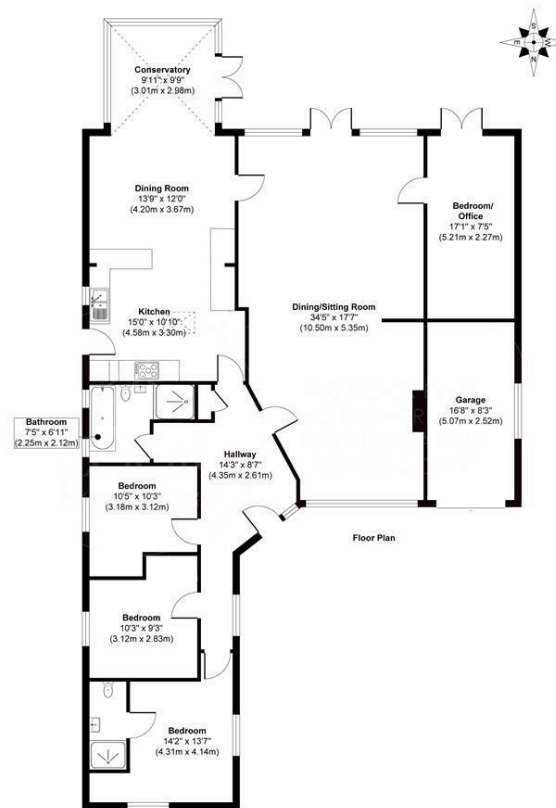 S
E
W
N
Conservatory
9'11" x 9'9"
(3.01m x 2.98m)
Dining Room
13'9" x 12'0"
(4.20m x 3.67m)
Bedroom/
Office
17'1" x 7'5"
(5.21m x 2.27m)
Kitchen
15'0" x 10'10"
(4.58m x 3.30m)
Dining/Sitting Room
34'5" x 17'7"
(10.50m x 5.35m)
Garage
16'8" x 8'3"
(5.07m x 2.52m)
Bathroom
7'5" x 6'11"
(2.25m x 2.12m)
Hallway
14'3" x 8'7"
(4.35m x 2.61m)
Bedroom
10'5" x 10'3"
(3.18m x 3.12m)
Floor Plan
Bedroom
10'3" x 9'3"
(3.12m x 2.83m)
Bedroom
14'2" x 13'7"
(4.31m x 4.14m)